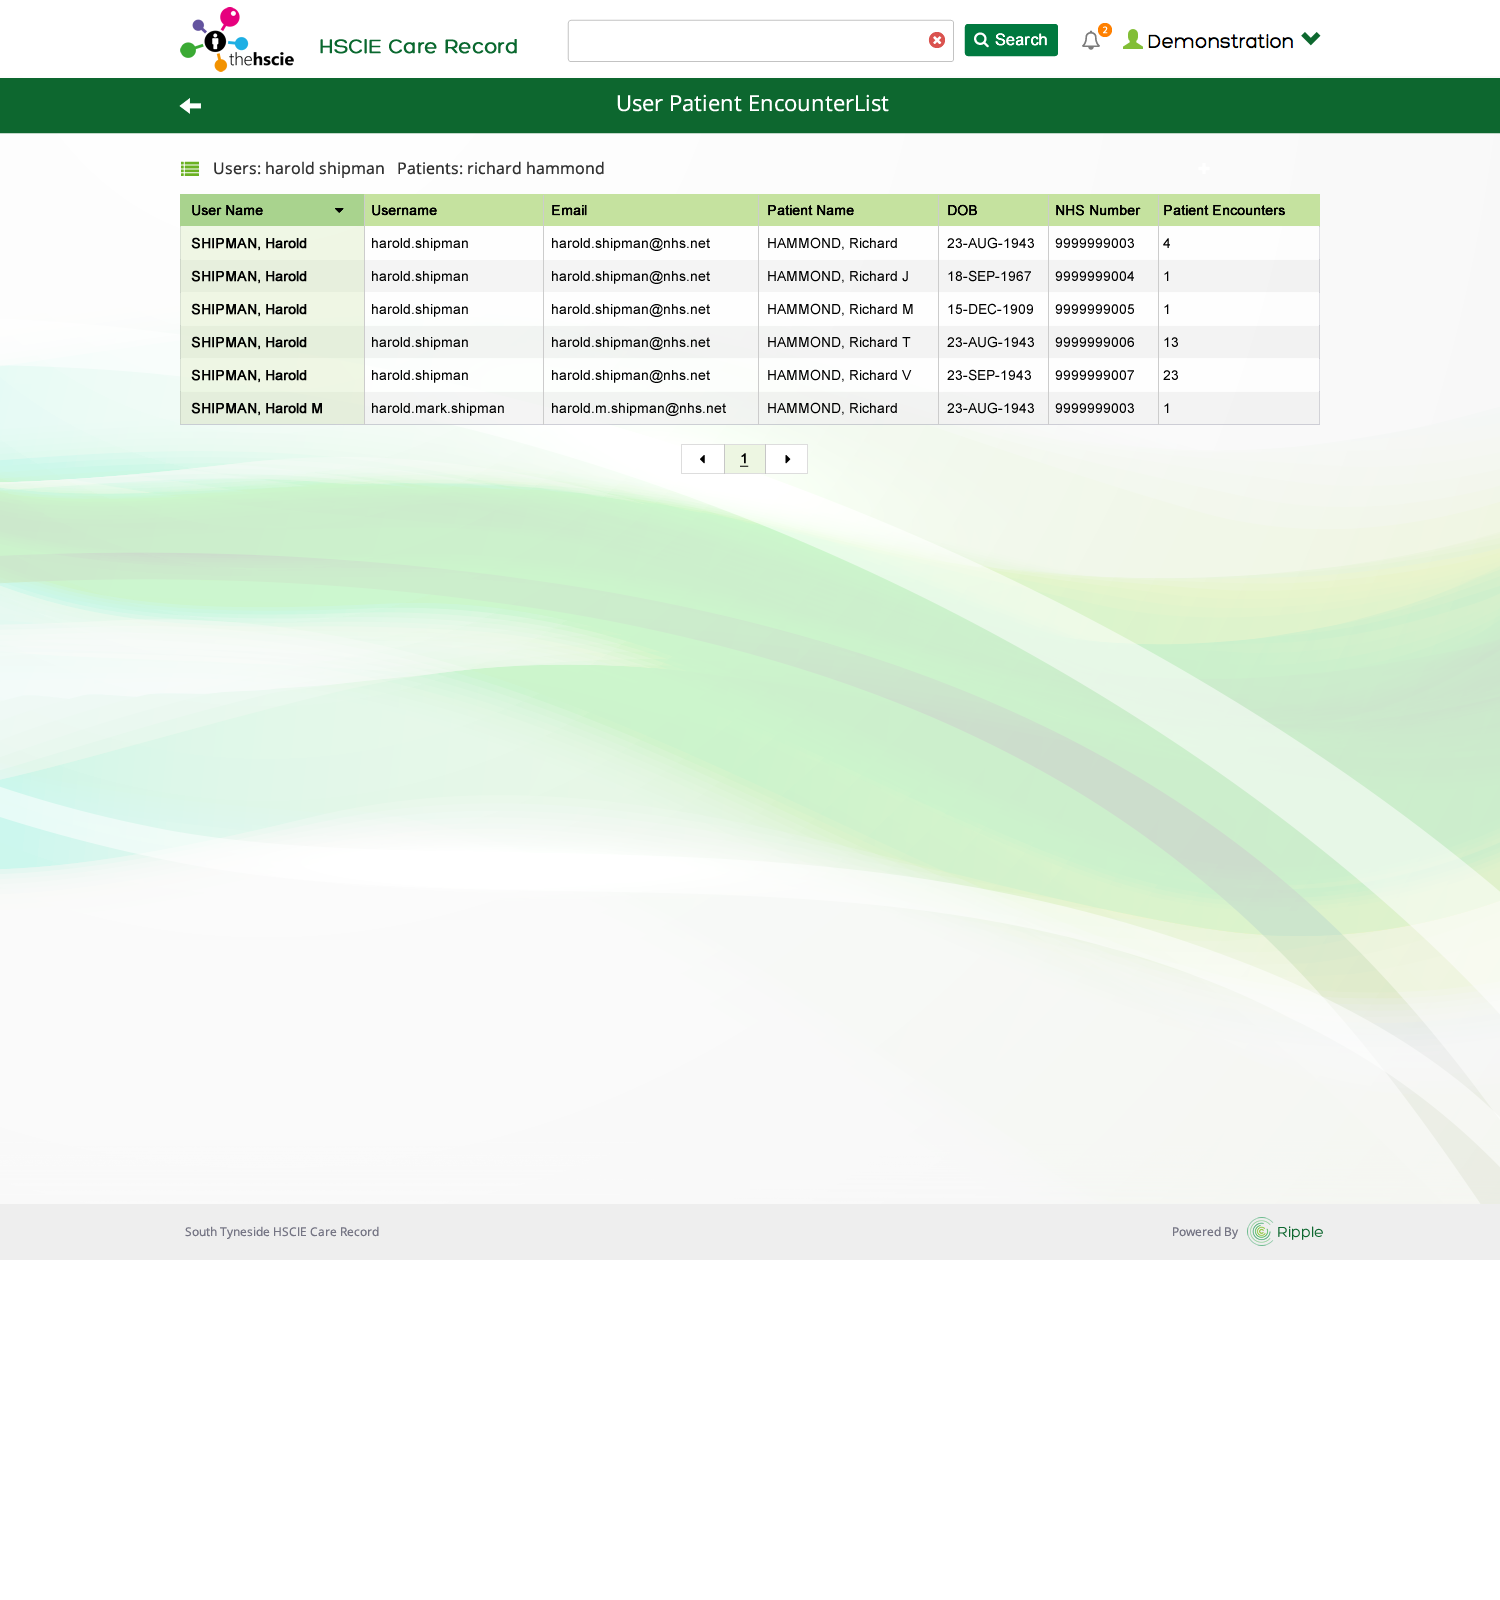 thehscie
HSCIE Care Record
Search
2
Demonstration
User Patient EncounterList
Users: harold shipman Patients: richard hammond
User Name Username Email Patient Name DOB NHS Number Patient Encounters
SHIPMAN, Harold harold.shipman harold.shipman@nhs.net HAMMOND, Richard 23-AUG-1943 9999999003 4
SHIPMAN, Harold harold.shipman harold.shipman@nhs.net HAMMOND, Richard J 18-SEP-1967 9999999004 1
SHIPMAN, Harold harold.shipman harold.shipman@nhs.net HAMMOND, Richard M 15-DEC-1909 9999999005 1
SHIPMAN, Harold harold.shipman harold.shipman@nhs.net HAMMOND, Richard T 23-AUG-1943 9999999006 13
SHIPMAN, Harold harold.shipman harold.shipman@nhs.net HAMMOND, Richard V 23-SEP-1943 9999999007 23
SHIPMAN, Harold M harold.mark.shipman harold.m.shipman@nhs.net HAMMOND, Richard 23-AUG-1943 9999999003 1
1
South Tyneside HSCIE Care Record
Powered By Ripple